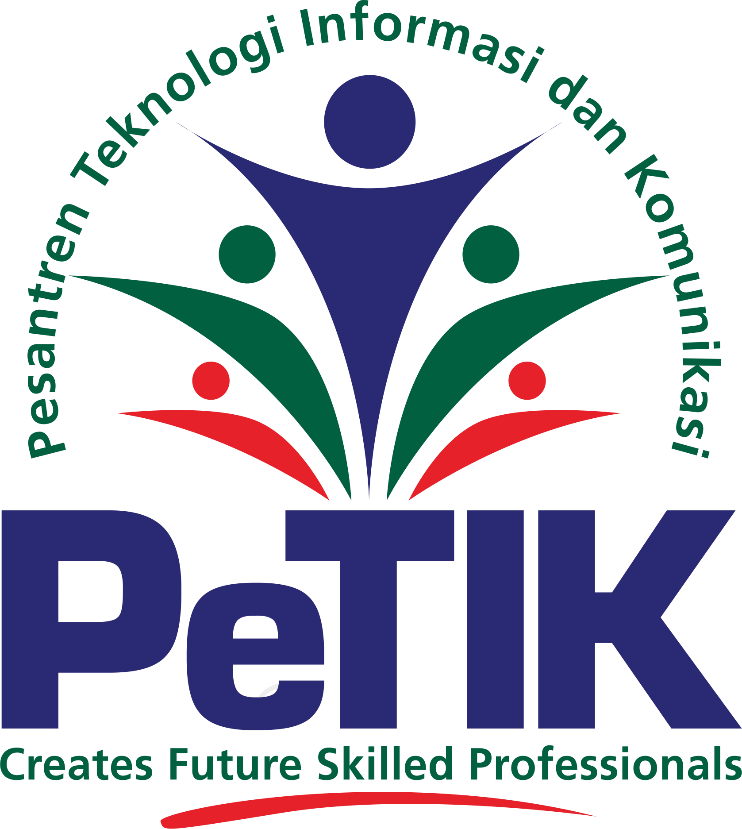 Pesantren Teknologi Informasi dan Komunikasi
PeTIK
Creates Future Skilled Professionals